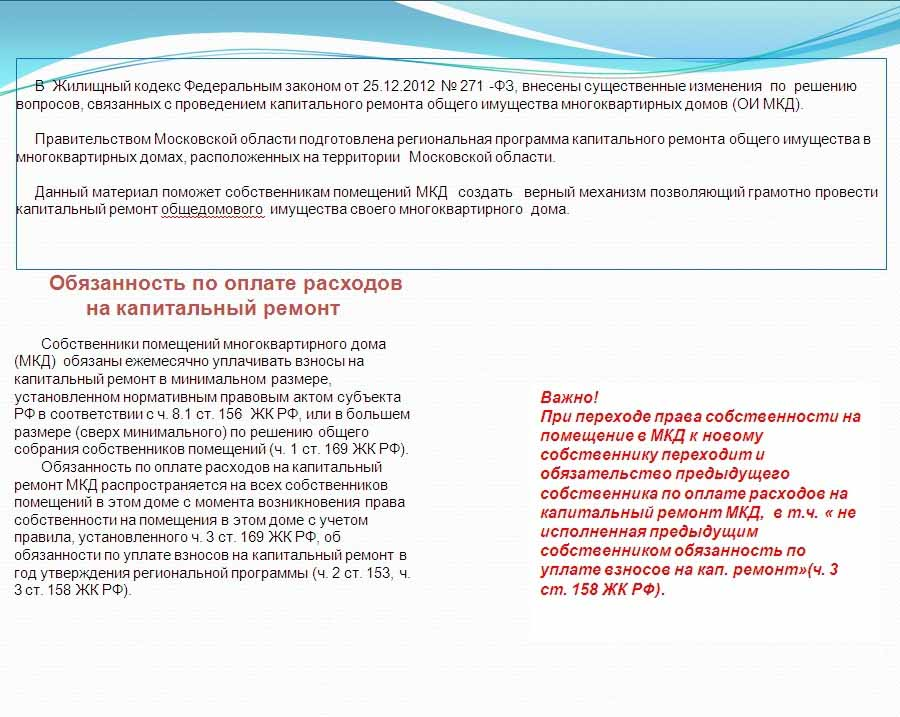 В Жилищный кодекс Федеральным законом от 25.12.2012 № 271 -ФЗ, внесены существенные изменения по решению
вопросов, связанных с проведением капитального ремонта общего имущества многоквартирных домов (ОИ МКД).
Правительством Московской области подготовлена региональная программа капитального ремонта общего имущества в
многоквартирных домах, расположенных на территории Московской области.
Данный материал поможет собственникам помещений МКД создать верный механизм позволяющий грамотно провести
капитальный ремонт общедомового имущества своего многоквартирного дома.
Обязанность по оплате расходов
на капитальный ремонт
Собственники помещений многоквартирного дома
(МКД) обязаны ежемесячно уплачивать взносы на
капитальный ремонт в минимальном размере,
установленном нормативным правовым актом субъекта
РФ в соответствии с ч. 8.1 ст. 156 ЖК РФ, или в большем
размере (сверх минимального) по решению общего
собрания собственников помещений (ч. 1 ст. 169 ЖК РФ).
Обязанность по оплате расходов на капитальный
ремонт МКД распространяется на всех собственников
помещений в этом доме с момента возникновения права
собственности на помещения в этом доме с учетом
правила, установленного ч. 3 ст. 169 ЖК РФ, об
обязанности по уплате взносов на капитальный ремонт в
год утверждения региональной программы (ч. 2 ст. 153, ч.
3 ст. 158 ЖК РФ).
Важно!
При переходе права собственности на
помещение в МКД к новому
собственнику переходит и
обязательство предыдущего
собственника по оплате расходов на
капитальный ремонт МКД, в т.ч. « не
исполненная предыдущим
собственником обязанность по
уплате взносов на кап. ремонт»(ч. 3
ст. 158 ЖК РФ).